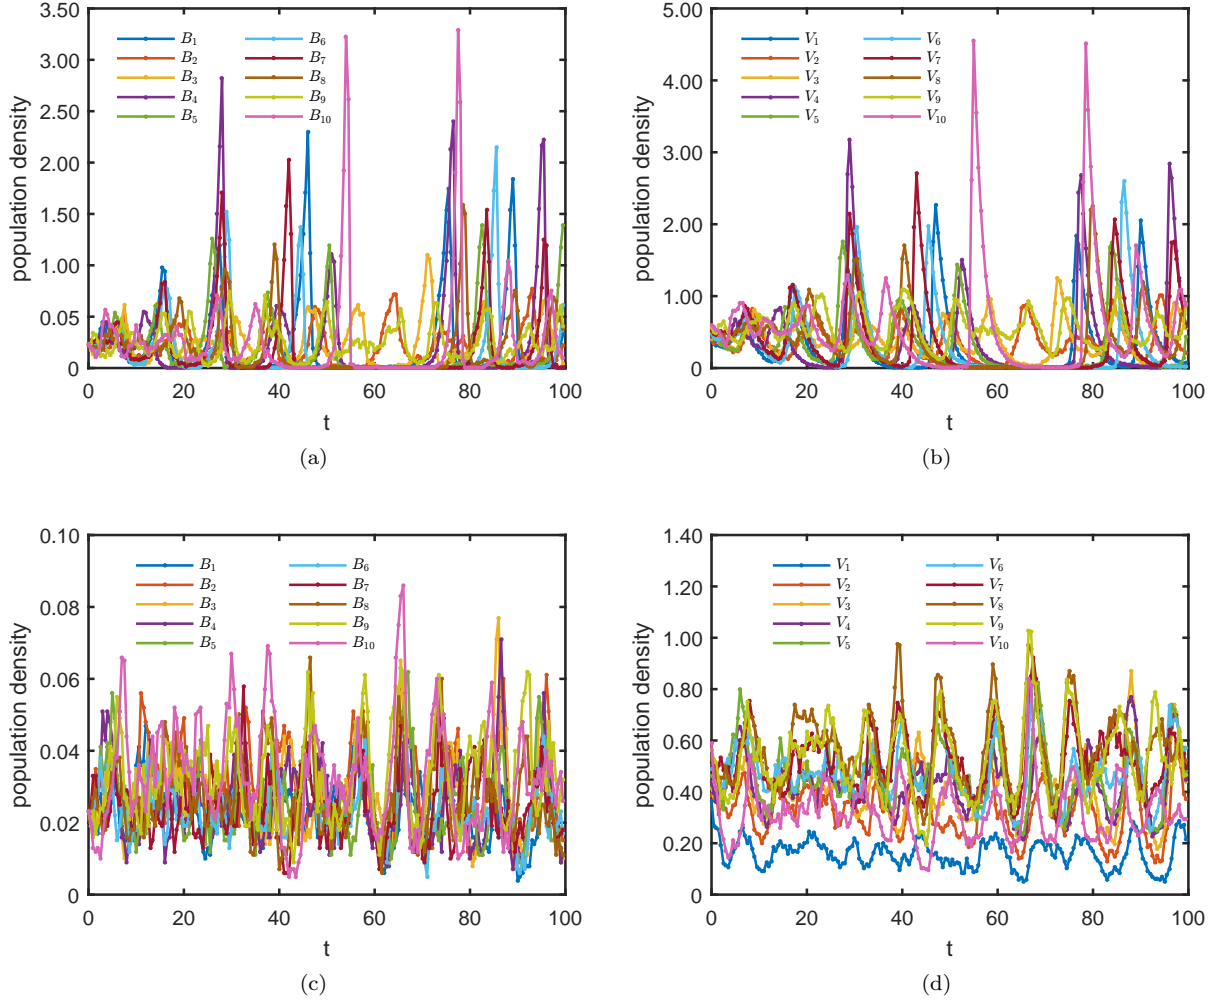 3.50
3.00
2.50
2.00
1.50
1.00
0.05
0
population density
B1
B2
B3
B4
B5
B6
B7
B8
B9
B10
0 20 40 60 80 100
t
(a)
5.00
4.00
3.00
2.00
1.00
0
population density
V1
V2
V3
V4
V5
V6
V7
V8
V9
V10
0 20 40 60 80 100
t
(b)
0.10
0.08
0.06
0.04
0.02
0
population density
B1
B2
B3
B4
B5
B6
B7
B8
B9
B10
0 20 40 60 80 100
t
(c)
1.40
1.20
1.00
0.80
0.60
0.40
0.20
0
population density
V1
V2
V3
V4
V5
V6
V7
V8
V9
V10
0 20 40 60 80 100
t
(d)